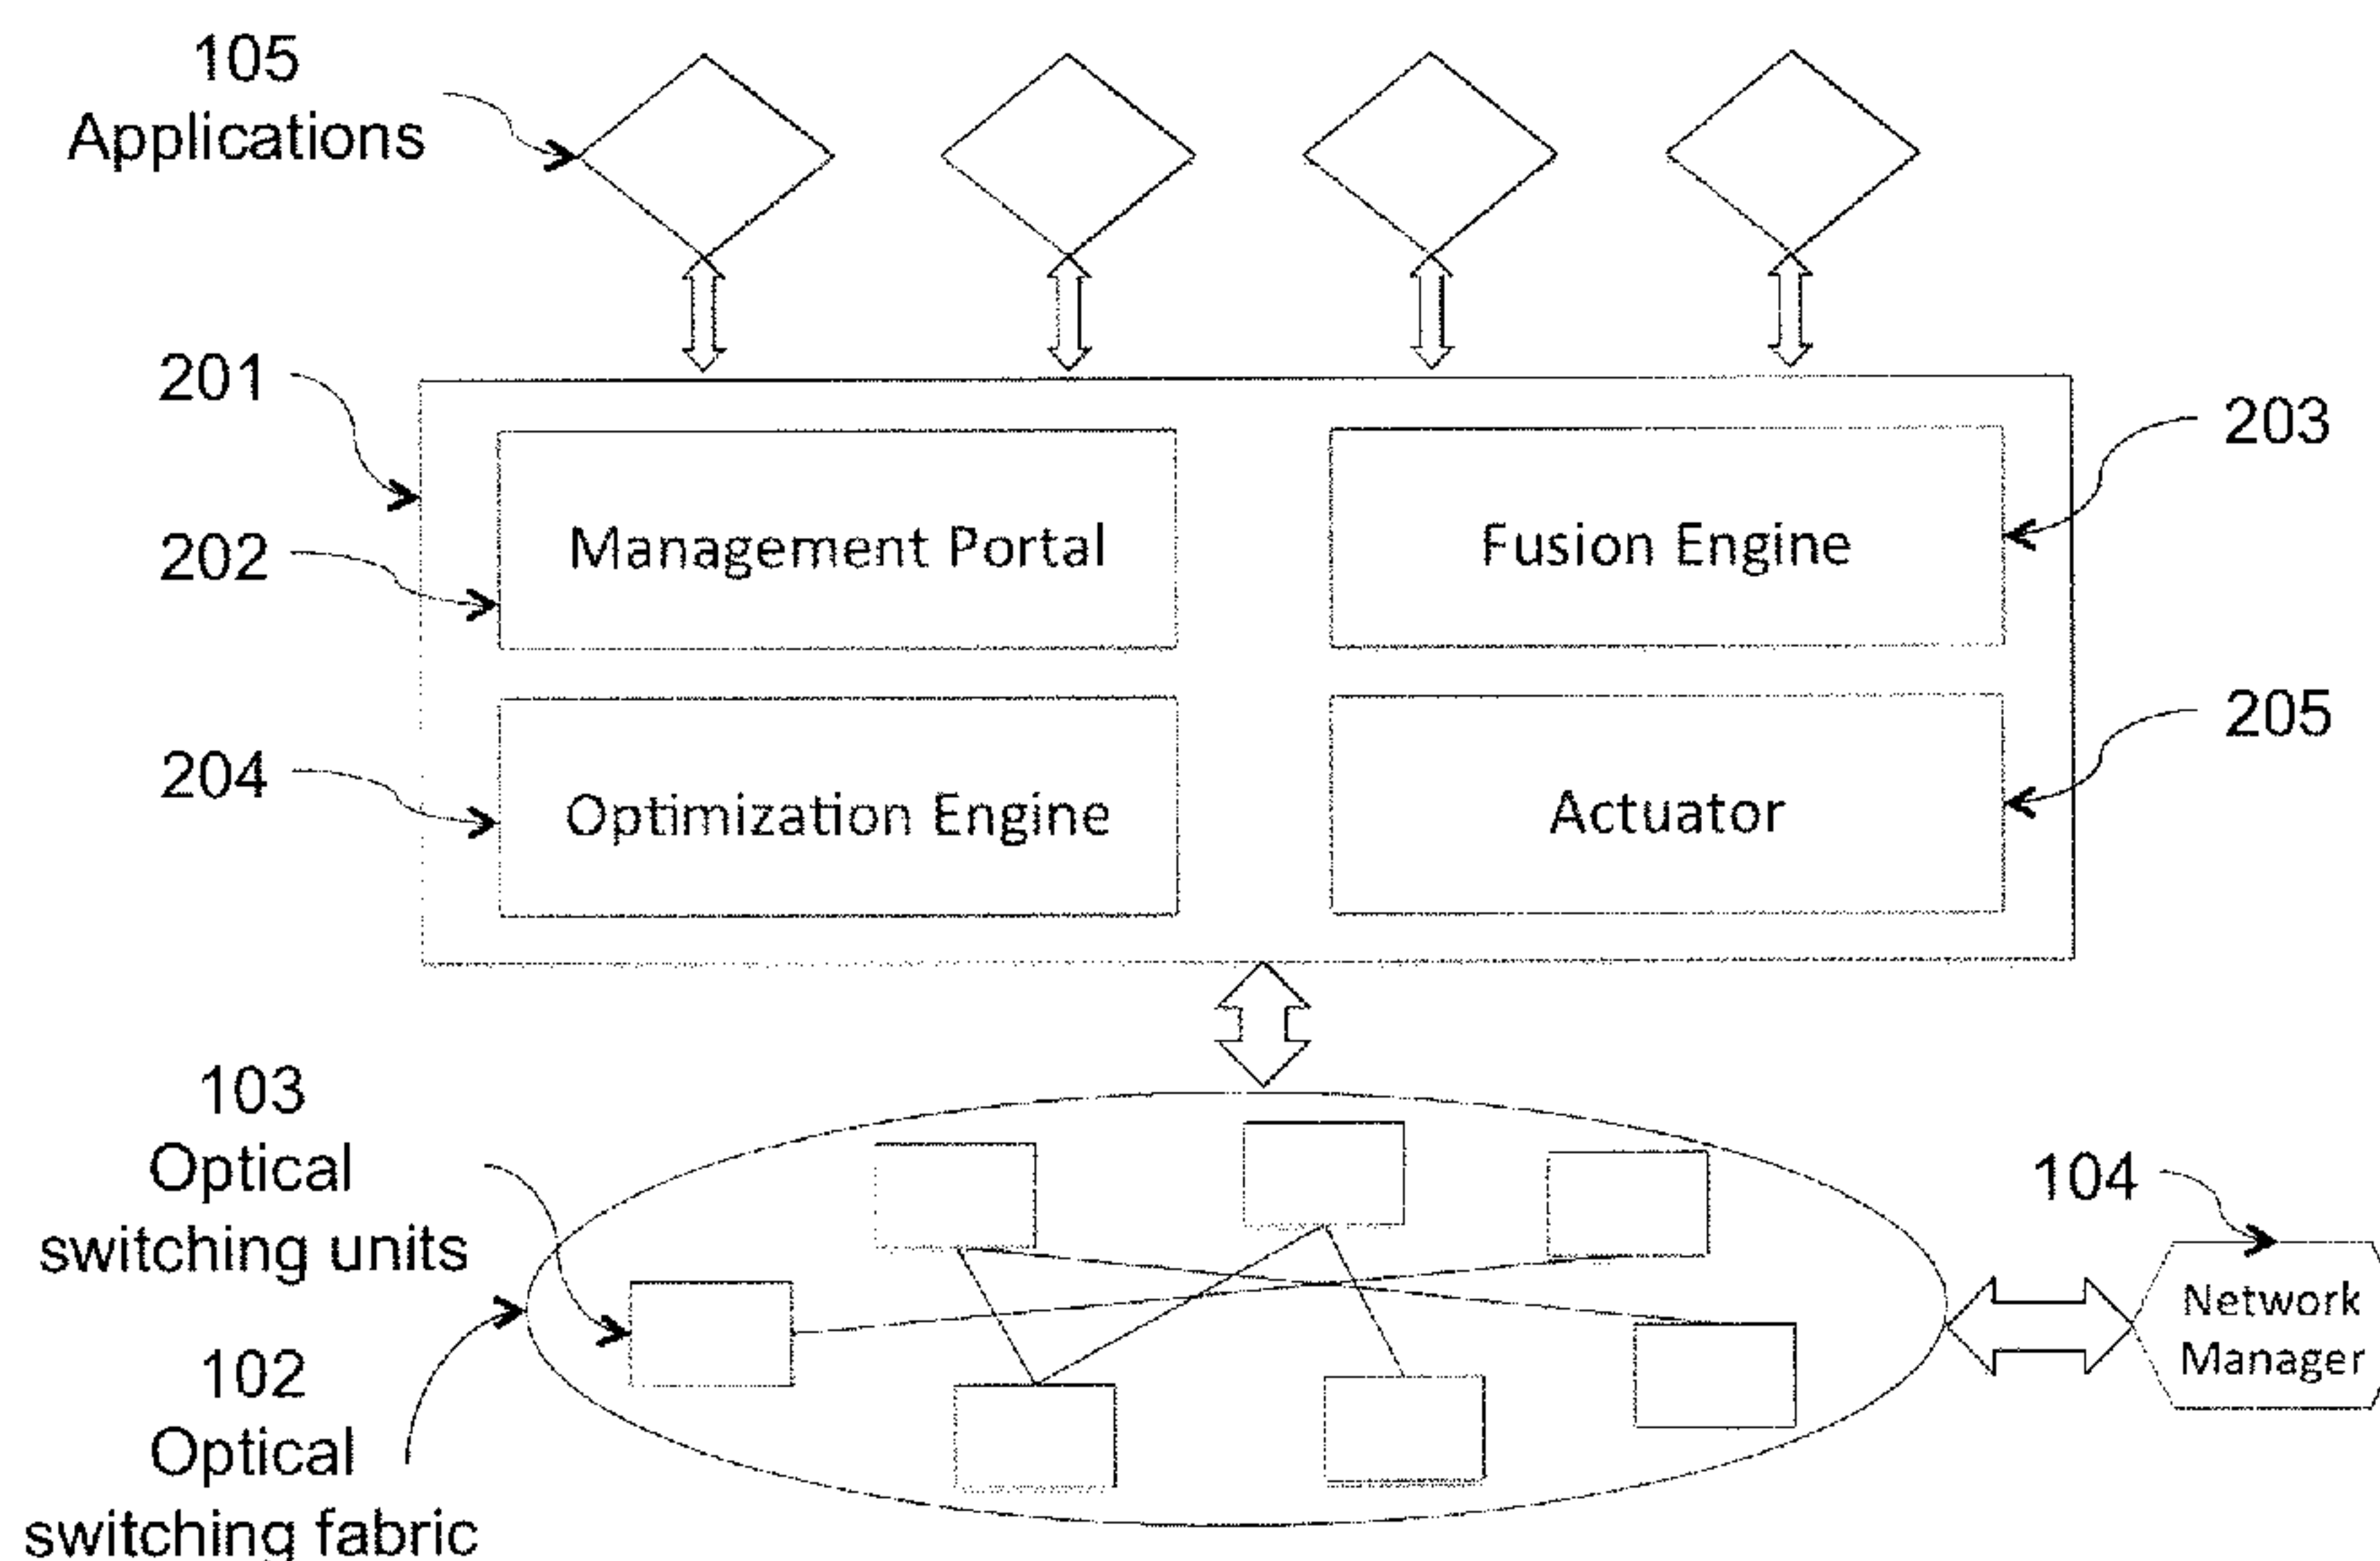 105
Applications
201
202
Management Portal
Fusion Engine
203
204
Optimization Engine
Actuator
205
103
Optical
switching units
102
Optical
switching fabric
104
Network
Manager